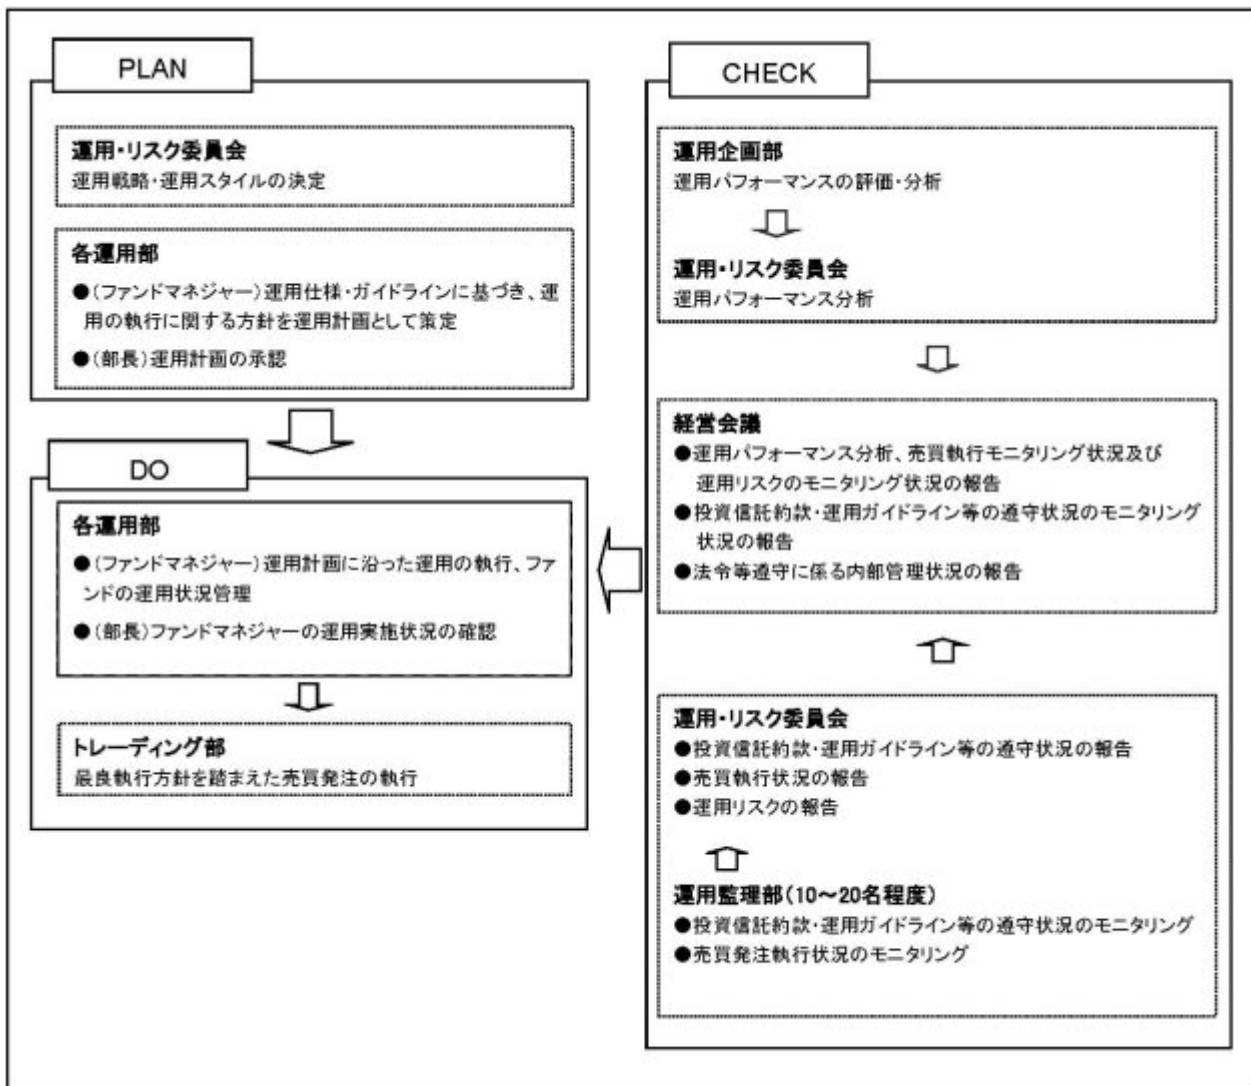 PLAN
運用・リスク委員会
運用戦略・運用スタイルの決定
各運用部
●(ファンドマネジャー)運用仕様・ガイドラインに基づき、運
用の執行に関する方針を運用計画として策定
●(部長)運用計画の承認
DO
各運用部
●(ファンドマネジャー)運用計画に沿った運用の執行、ファ
ンドの運用状況管理
●(部長)ファンドマネジャーの運用実施状況の確認
トレーディング部
最良執行方針を踏まえた売買発注の執行
CHECK
運用企画部
運用パフォーマンスの評価・分析
運用・リスク委員会
運用パフォーマンス分析
経営会議
●運用パフォーマンス分析、売買執行モニタリング状況及び
運用リスクのモニタリング状況の報告
●投資信託約款・運用ガイドライン等の遵守状況のモニタリング
状況の報告
●法令等遵守に係る内部管理状況の報告
運用・リスク委員会
●投資信託約款・運用ガイドライン等の遵守状況の報告
●売買執行状況の報告
●運用リスクの報告
運用監理部(10～20名程度)
●投資信託約款・運用ガイドライン等の遵守状況のモニタリング
●売買発注執行状況のモニタリング